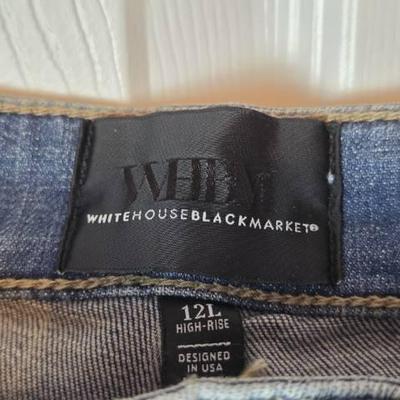 WHBM
WHITEHOUSEBLACKMARKET®
12L
HIGH-RISE
DESIGNED
IN USA